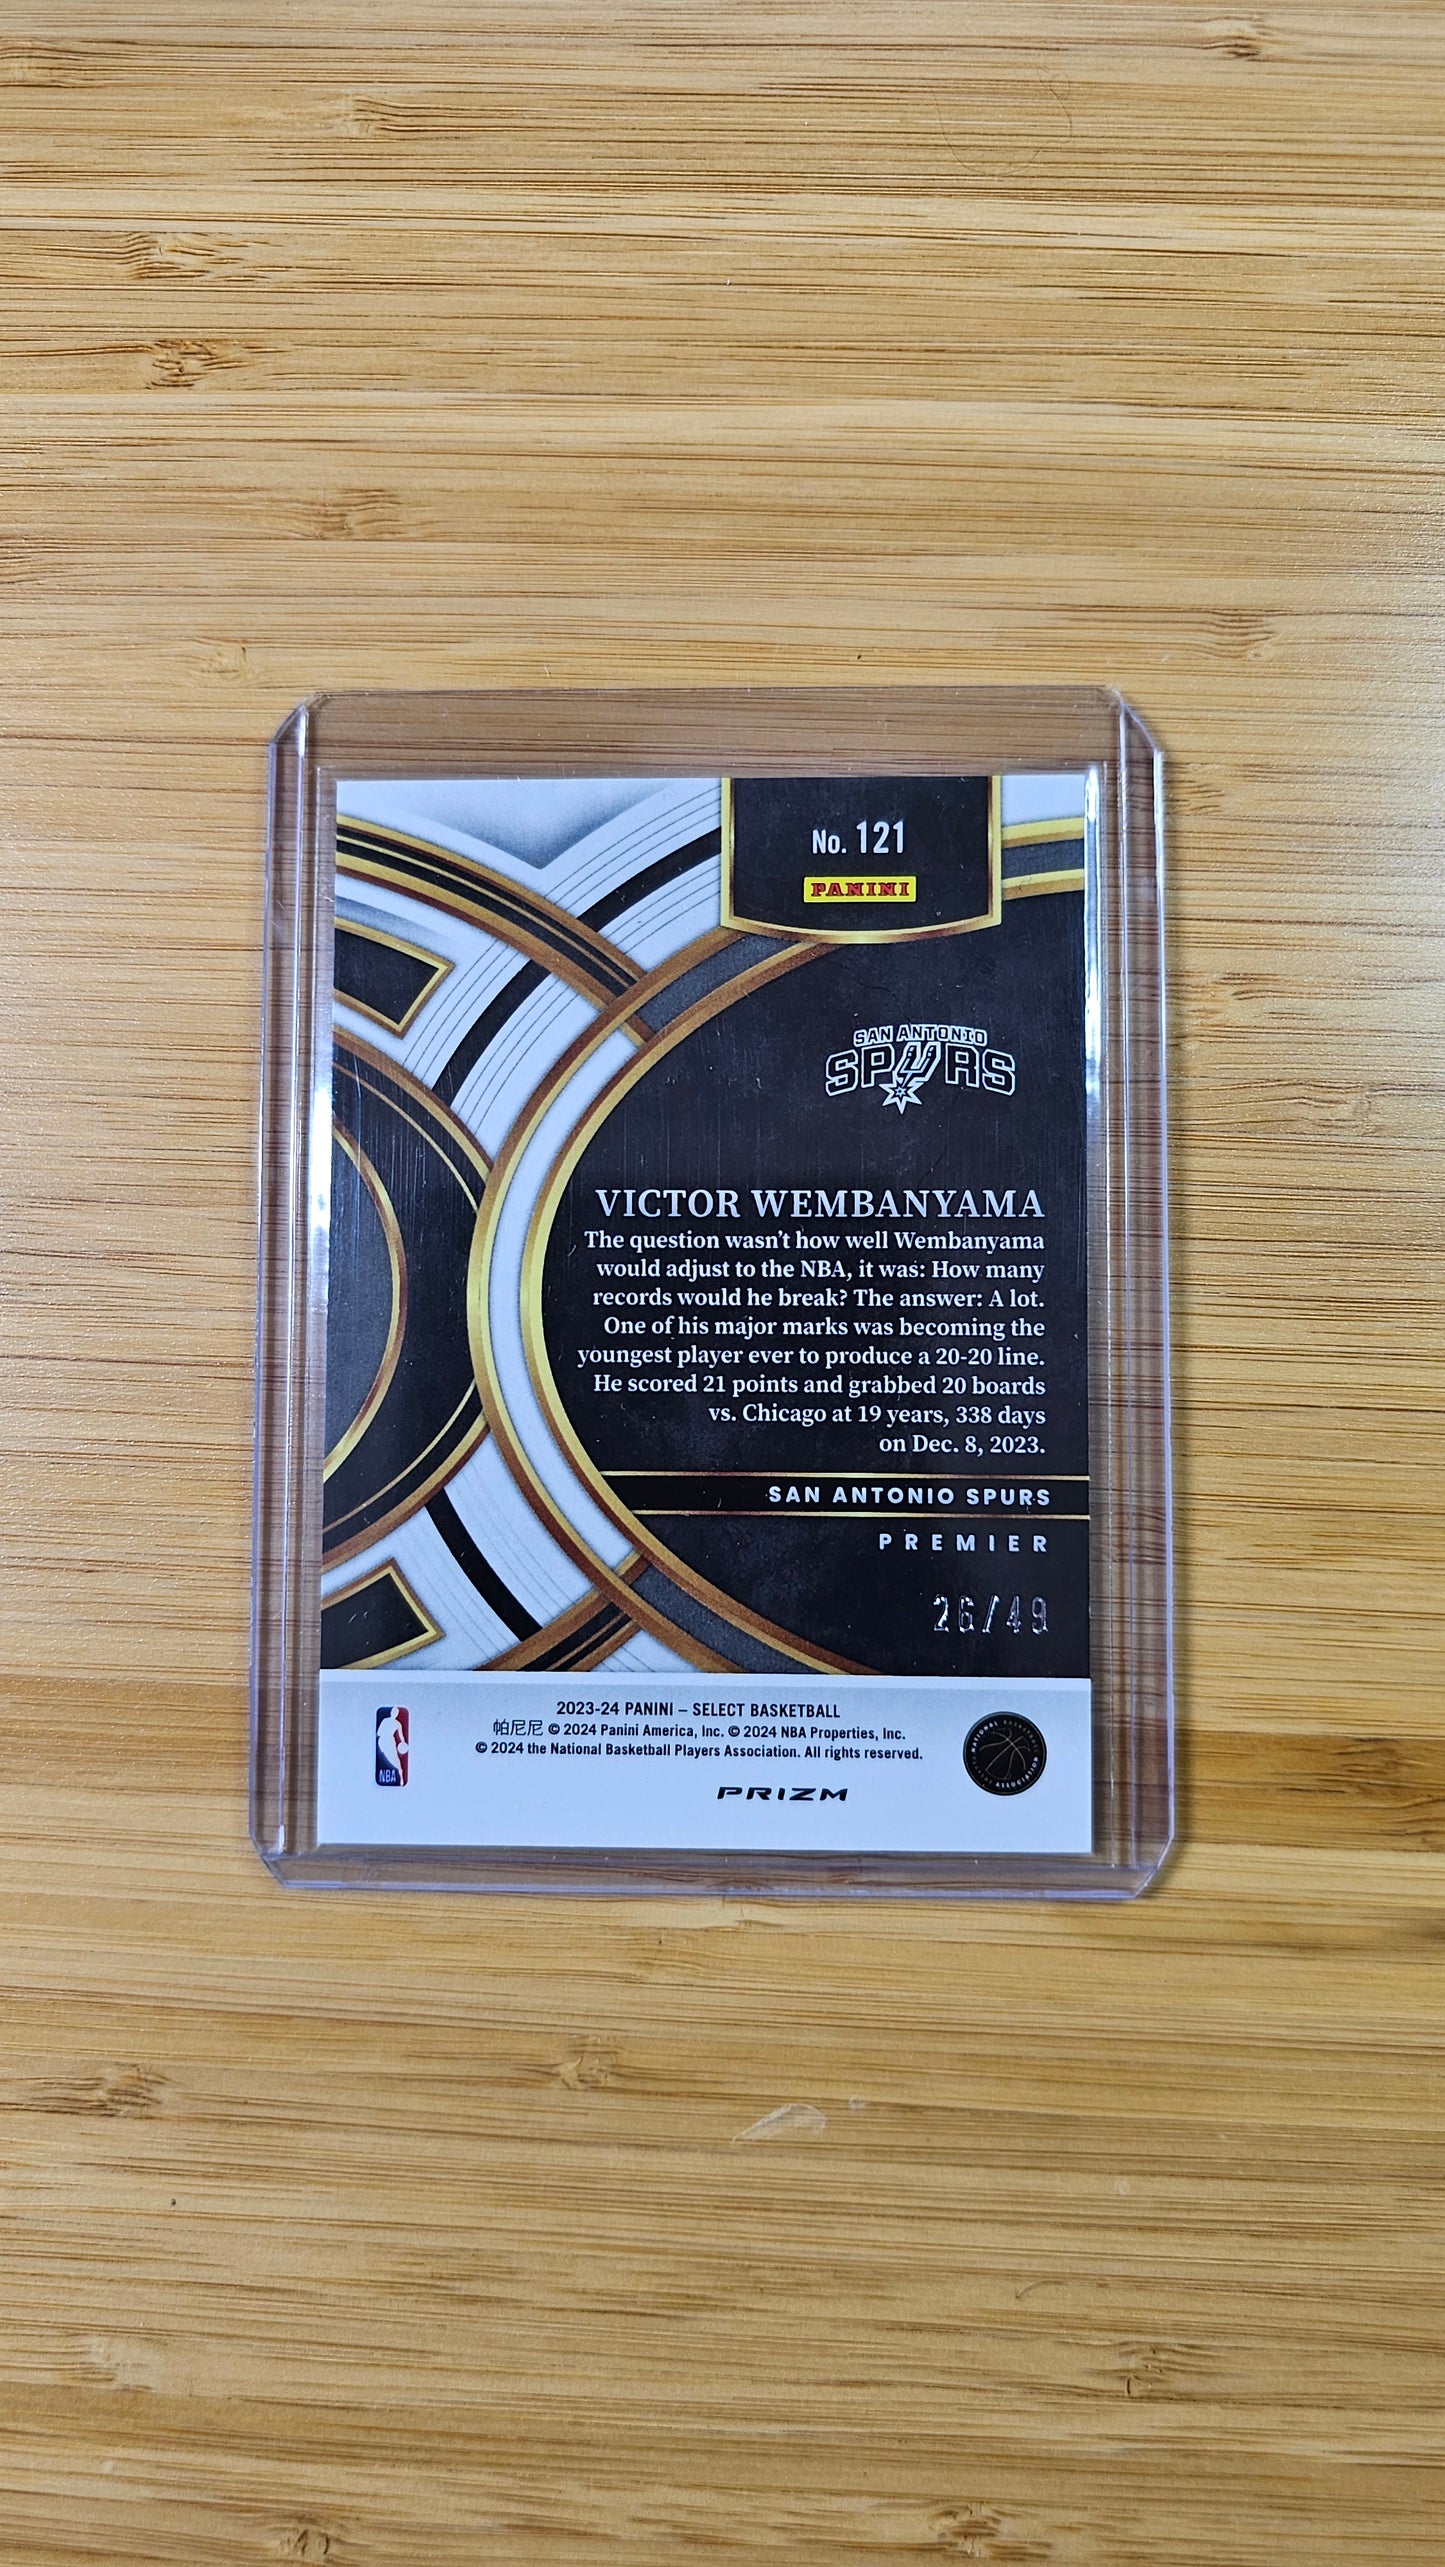 No. 121
PANINI
SAN ANTONIO
SPURS
VICTOR WEMBANYAMA
The question wasn't how well Wembanyama
would adjust to the NBA, it was: How many
records would he break? The answer: A lot.
One of his major marks was becoming the
youngest player ever to produce a 20-20 line.
He scored 21 points and grabbed 20 boards
vs. Chicago at 19 years, 338 days
on Dec. 8, 2023.
SAN ANTONIO SPURS
PREMIER
26/49
2023-24 PANINI – SELECT BASKETBALL
帕尼尼 © 2024 Panini America, Inc. © 2024 NBA Properties, Inc.
© 2024 the National Basketball Players Association. All rights reserved.
NBA
NATIONAL BASKETBALL
PLAYERS ASSOCIATION
PRIZM